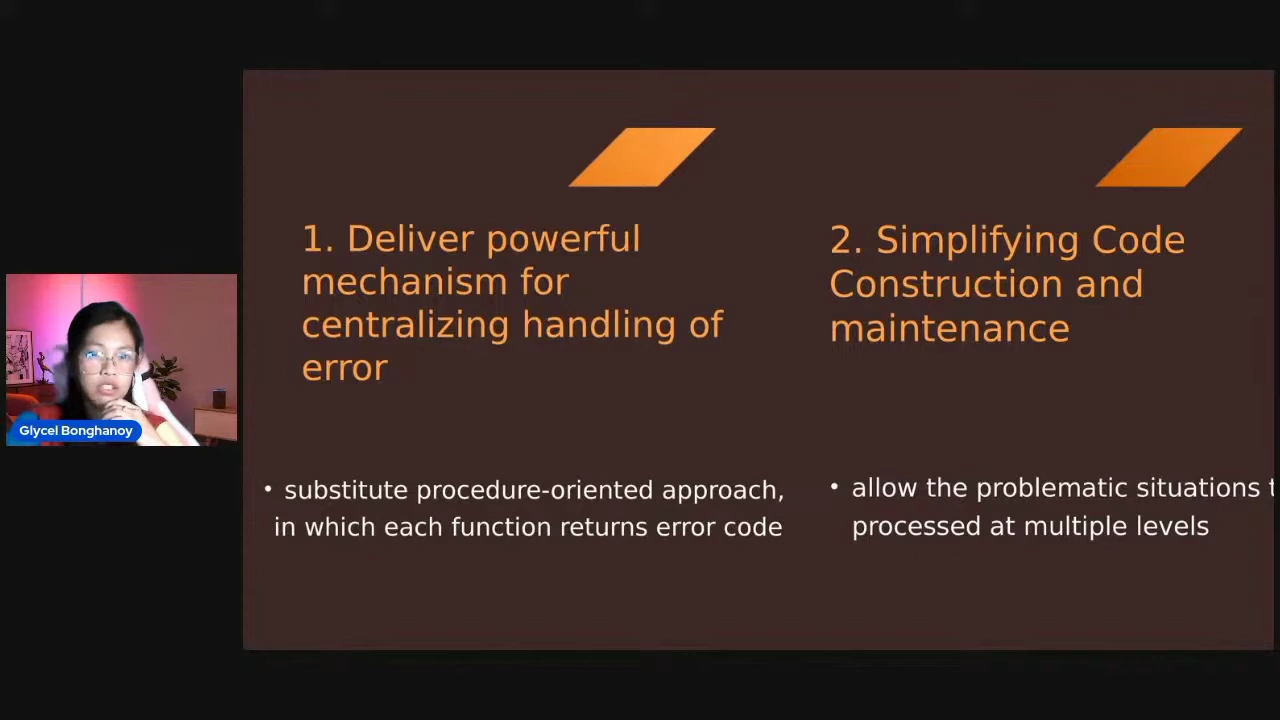 1. Deliver powerful
mechanism for
centralizing handling of
error
• substitute procedure-oriented approach,
in which each function returns error code
2. Simplifying Code
Construction and
maintenance
• allow the problematic situations
processed at multiple levels
Glycel Bonghanoy